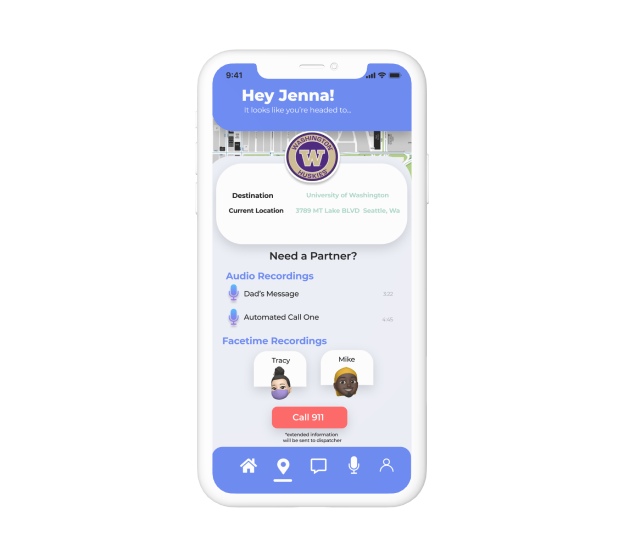 9:41
Hey Jenna!
It looks like you're headed to...
WASHINGTON
W
HUSKIES
Destination University of Washington
Current Location 3789 MT Lake BLVD Seattle, Wa
Need a Partner?
Audio Recordings
Dad's Message 3:32
Automated Call One 4:45
Facetime Recordings
Tracy Mike
Call 911
*extended information
will be sent to dispatcher